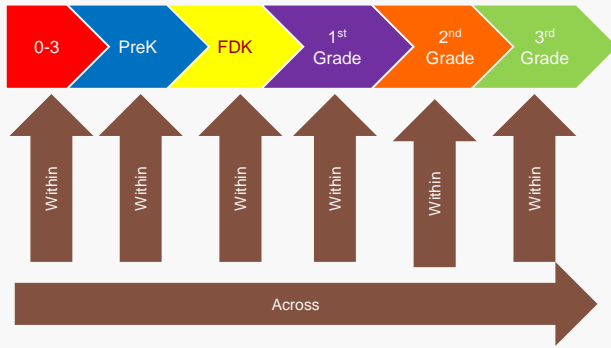 0-3
PreK
FDK
1st
Grade
2nd
Grade
3rd
Grade
Within
Within
Within
Within
Within
Within
Across